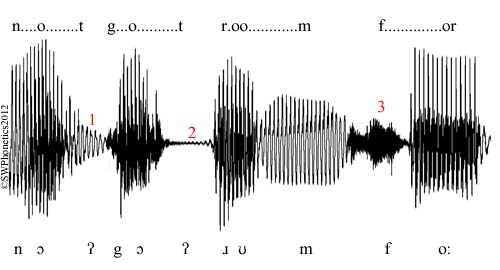 n....o........t g...o..........t r.oo.............m f..............or
1
2
3
©SWPhonetics2012
n ɔ ʔ g ɔ ʔ ɹ ʊ m f o: